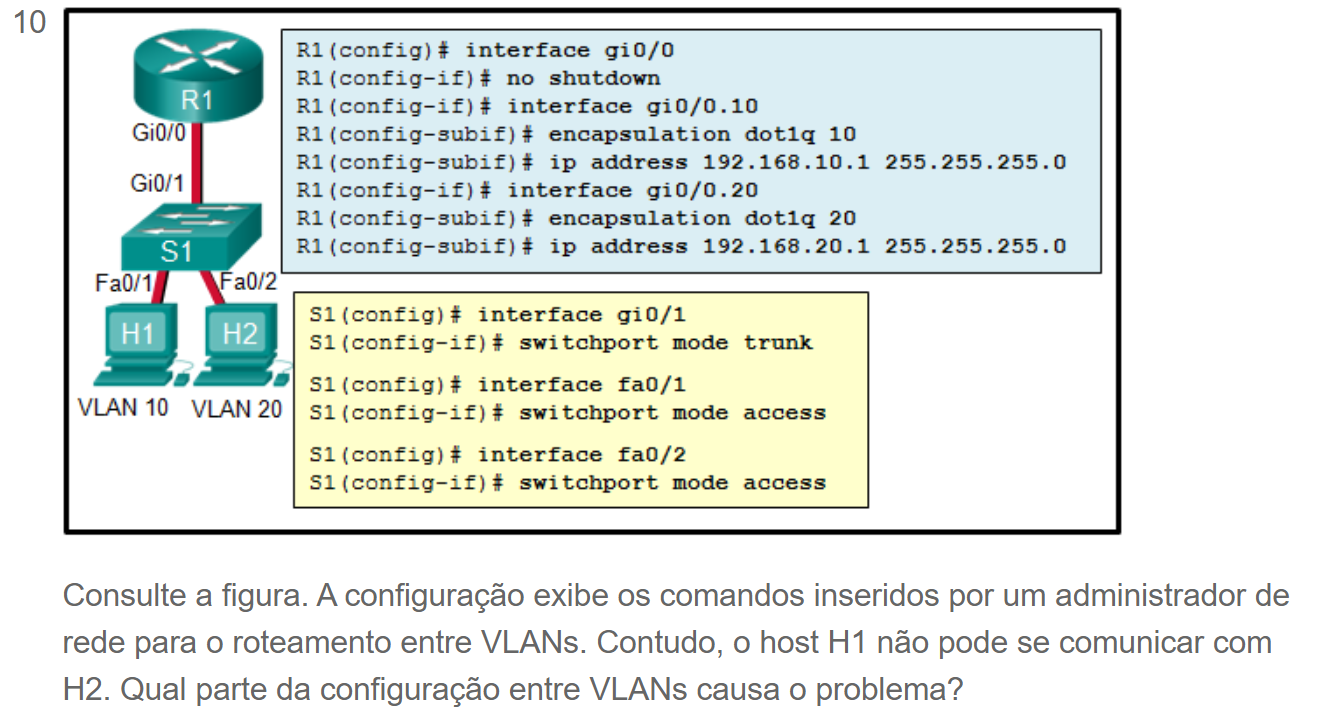 10
R1(config)# interface gi0/0
R1(config-if)# no shutdown
R1(config-if)# interface gi0/0.10
R1(config-subif)# encapsulation dot1q 10
R1(config-subif)# ip address 192.168.10.1 255.255.255.0
R1(config-if)# interface gi0/0.20
R1(config-subif)# encapsulation dot1q 20
R1(config-subif)# ip address 192.168.20.1 255.255.255.0
R1
Gi0/0
Gi0/1
S1
Fa0/1
Fa0/2
H1
H2
VLAN 10
VLAN 20
S1(config)# interface gi0/1
S1(config-if)# switchport mode trunk
S1(config)# interface fa0/1
S1(config-if)# switchport mode access
S1(config)# interface fa0/2
S1(config-if)# switchport mode access
Consulte a figura. A configuração exibe os comandos inseridos por um administrador de
rede para o roteamento entre VLANs. Contudo, o host H1 não pode se comunicar com
H2. Qual parte da configuração entre VLANs causa o problema?